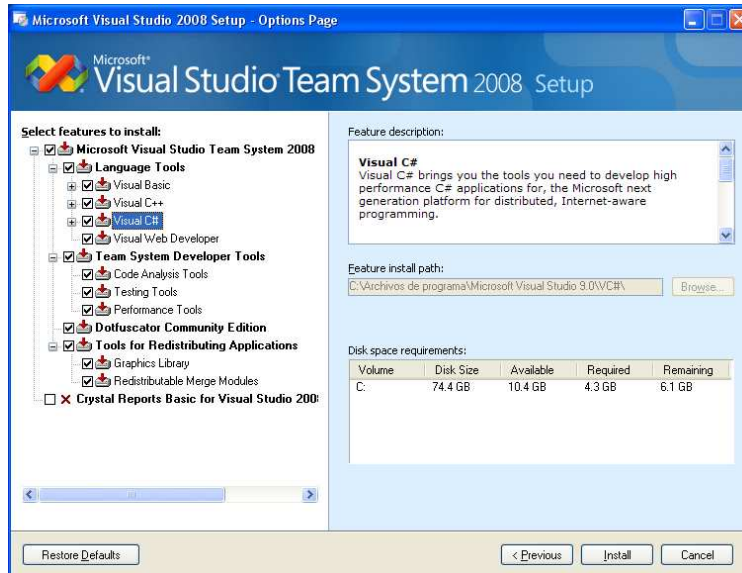 Microsoft Visual Studio 2008 Setup - Options Page
Microsoft®
Visual Studio Team System 2008 Setup
Select features to install:
Microsoft Visual Studio Team System 2008
Language Tools
Visual Basic
Visual C++
Visual C#
Visual Web Developer
Team System Developer Tools
Code Analysis Tools
Testing Tools
Performance Tools
Dotfuscator Community Edition
Tools for Redistributing Applications
Graphics Library
Redistributable Merge Modules
Crystal Reports Basic for Visual Studio 200
Feature description:
Visual C#
Visual C# brings you the tools you need to develop high
performance C# applications for, the Microsoft next
generation platform for distributed, Internet-aware
programming.
Feature install path:
C:\Archivos de programa\Microsoft Visual Studio 9.0\VC#\ Browse...
Disk space requirements:
Volume Disk Size Available Required Remaining
C: 74.4 GB 10.4 GB 4.3 GB 6.1 GB
Restore Defaults < Previous Install Cancel